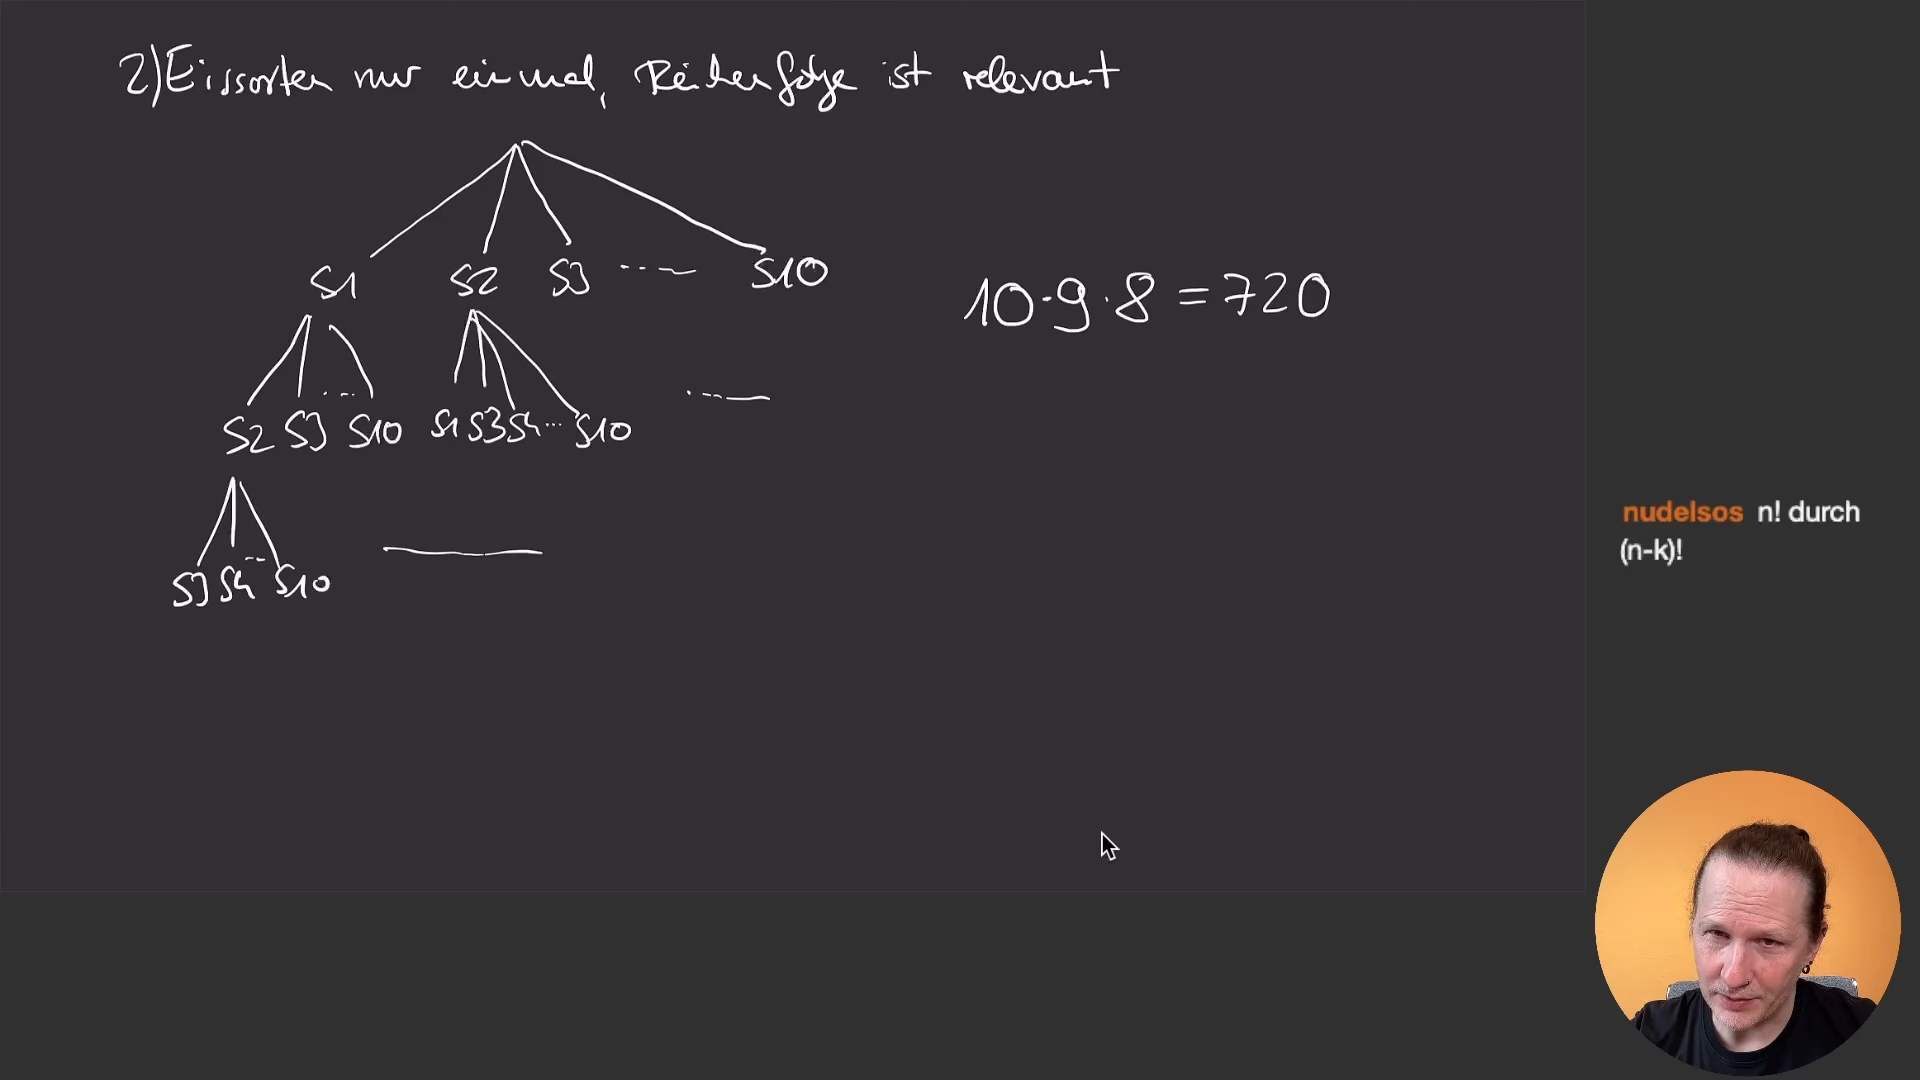 2) Eissorten nur einmal, Reihenfolge ist relevant
S1 S2 S3 ---- S10
10·9·8 = 720
S2 S3 S10 S1 S3 S4 ... S10
S3 S4 S10
nudelsos n! durch
(n-k)!